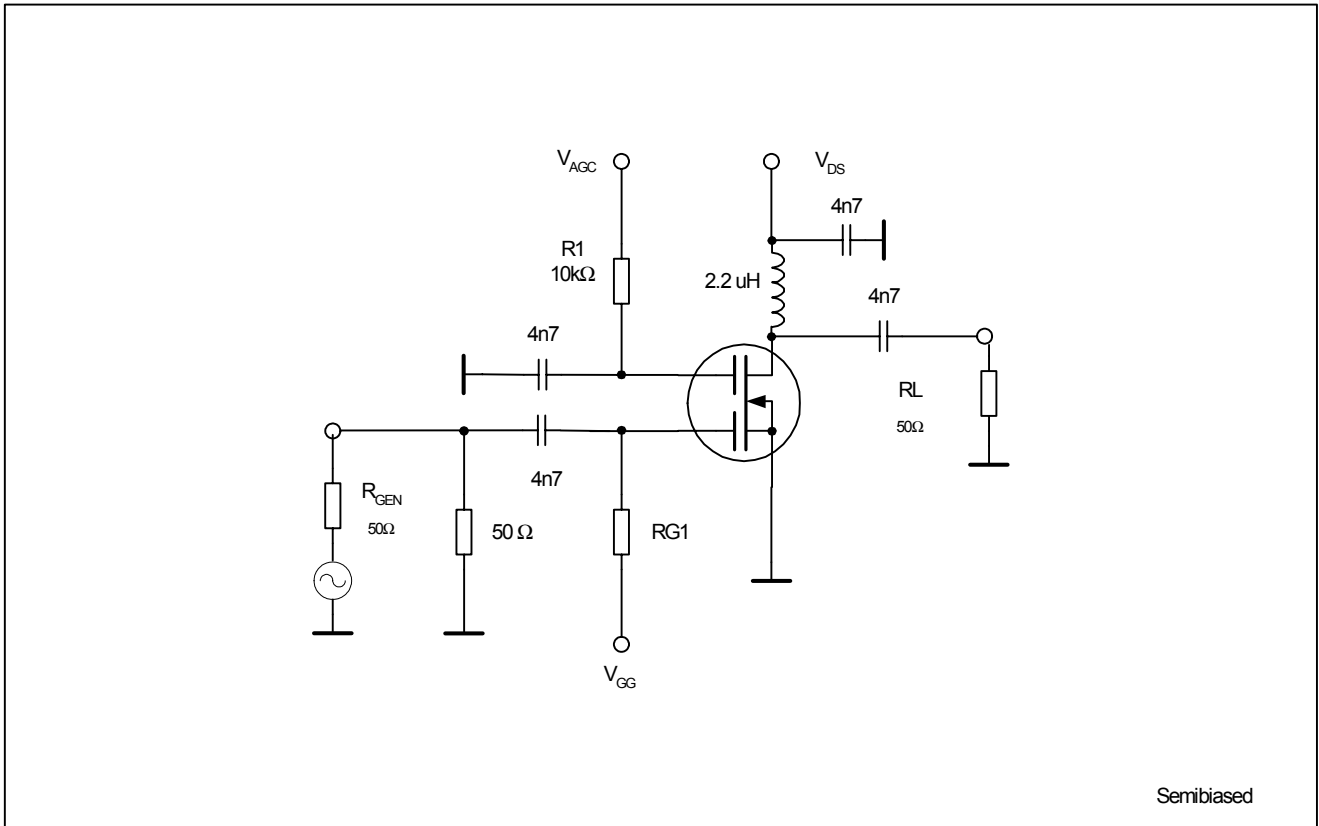 V_AGC
V_DS
4n7
R1
10kΩ
2.2 uH
4n7
4n7
RL
50Ω
4n7
R_GEN
50Ω
50 Ω
RG1
V_GG
Semibiased